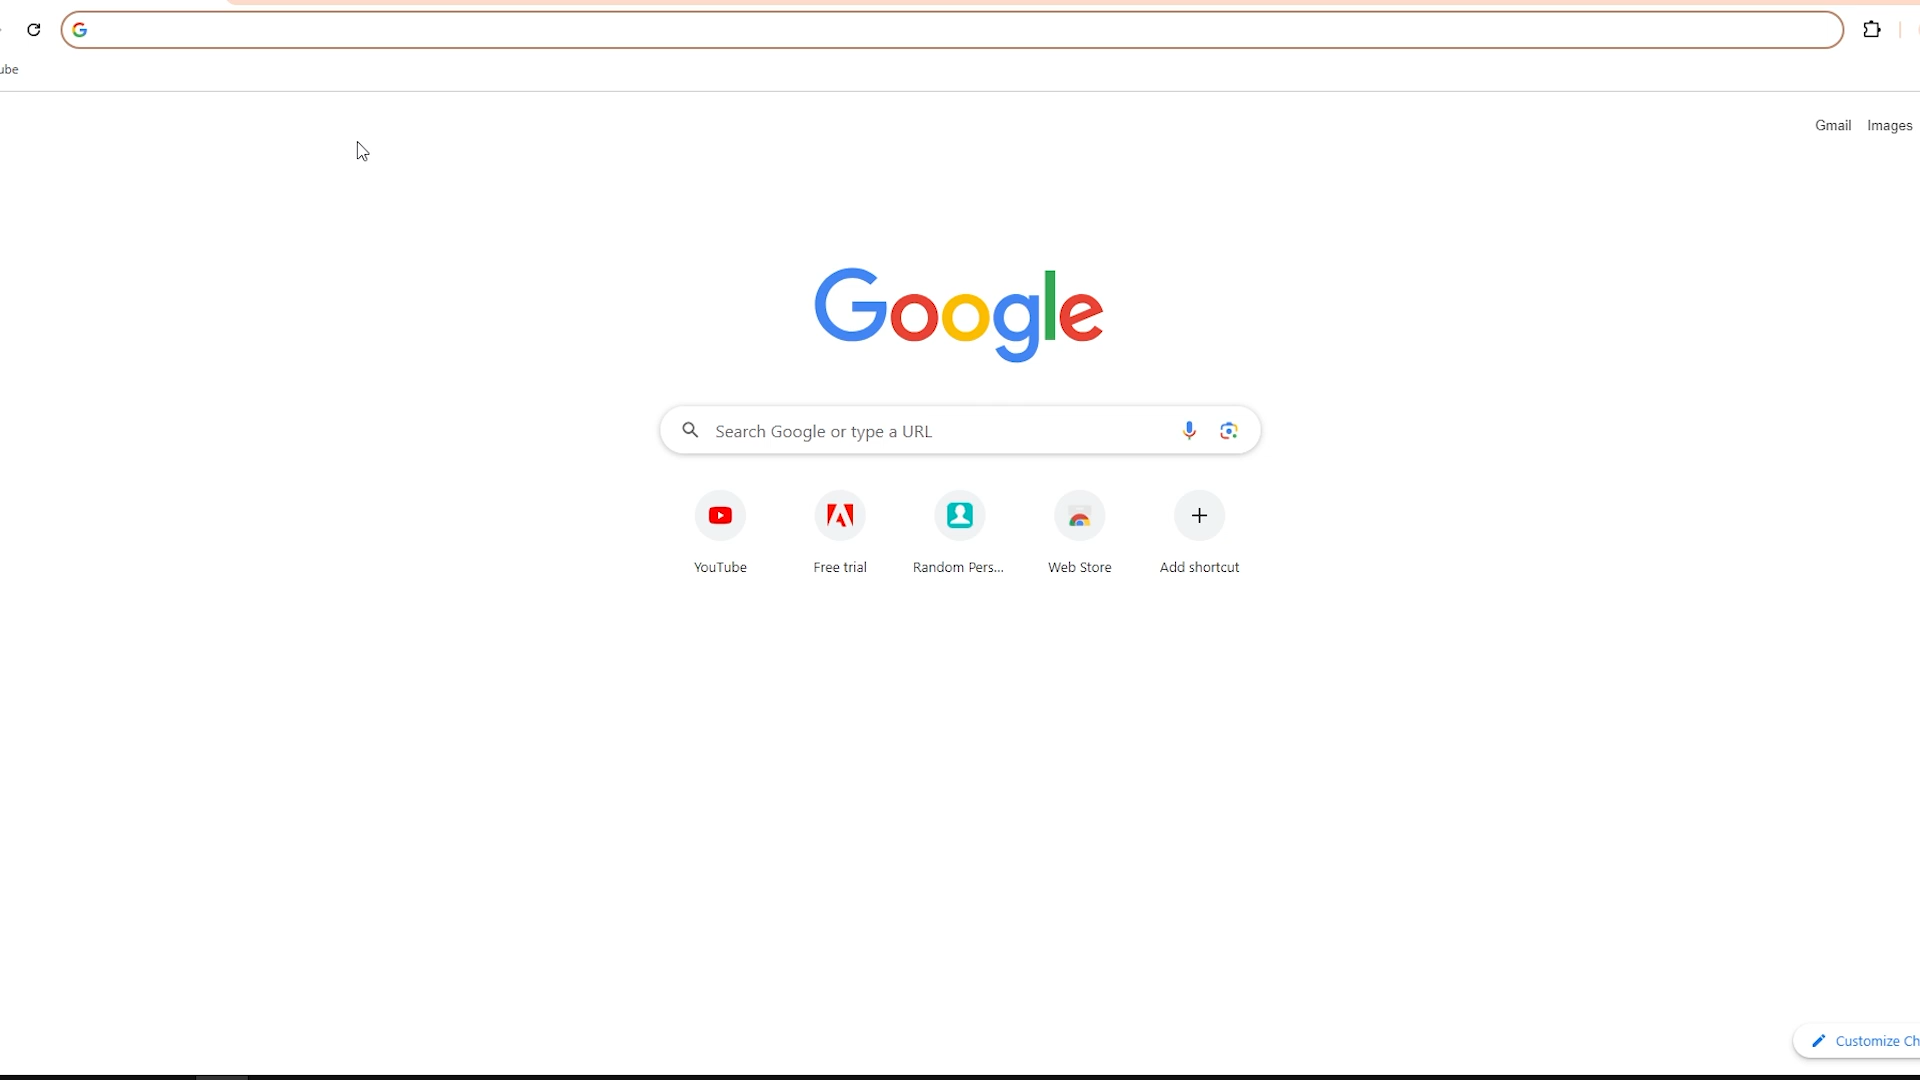 ube
Gmail Images
Google
Search Google or type a URL
YouTube
Free trial
Random Pers...
Web Store
Add shortcut
Customize Ch